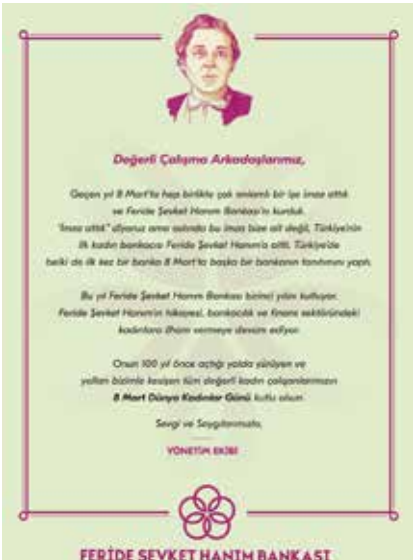 Değerli Çalışma Arkadaşlarımız,
Geçen yıl 8 Mart'ta hep birlikte çok anlamlı bir işe imza attık
ve Feride Şevket Hanım Bankası'nı kurduk.
"İmza attık" diyoruz ama aslında bu imza bize ait değil, Türkiye'nin
ilk kadın bankacısı Feride Şevket Hanım'a aitti. Türkiye'de
belki de ilk kez bir banka 8 Mart'ta başka bir bankanın tanıtımını yaptı.
Bu yıl Feride Şevket Hanım Bankası birinci yılını kutluyor.
Feride Şevket Hanım'ın hikayesi, bankacılık ve finans sektöründeki
kadınlara ilham vermeye devam ediyor.
Onun 100 yıl önce açtığı yolda yürüyen ve
yolları bizimle kesişen tüm değerli kadın çalışanlarımızın
8 Mart Dünya Kadınlar Günü kutlu olsun.
Sevgi ve Saygılarımızla,
YÖNETİM EKİBİ
FERİDE ŞEVKET HANIM BANKASI